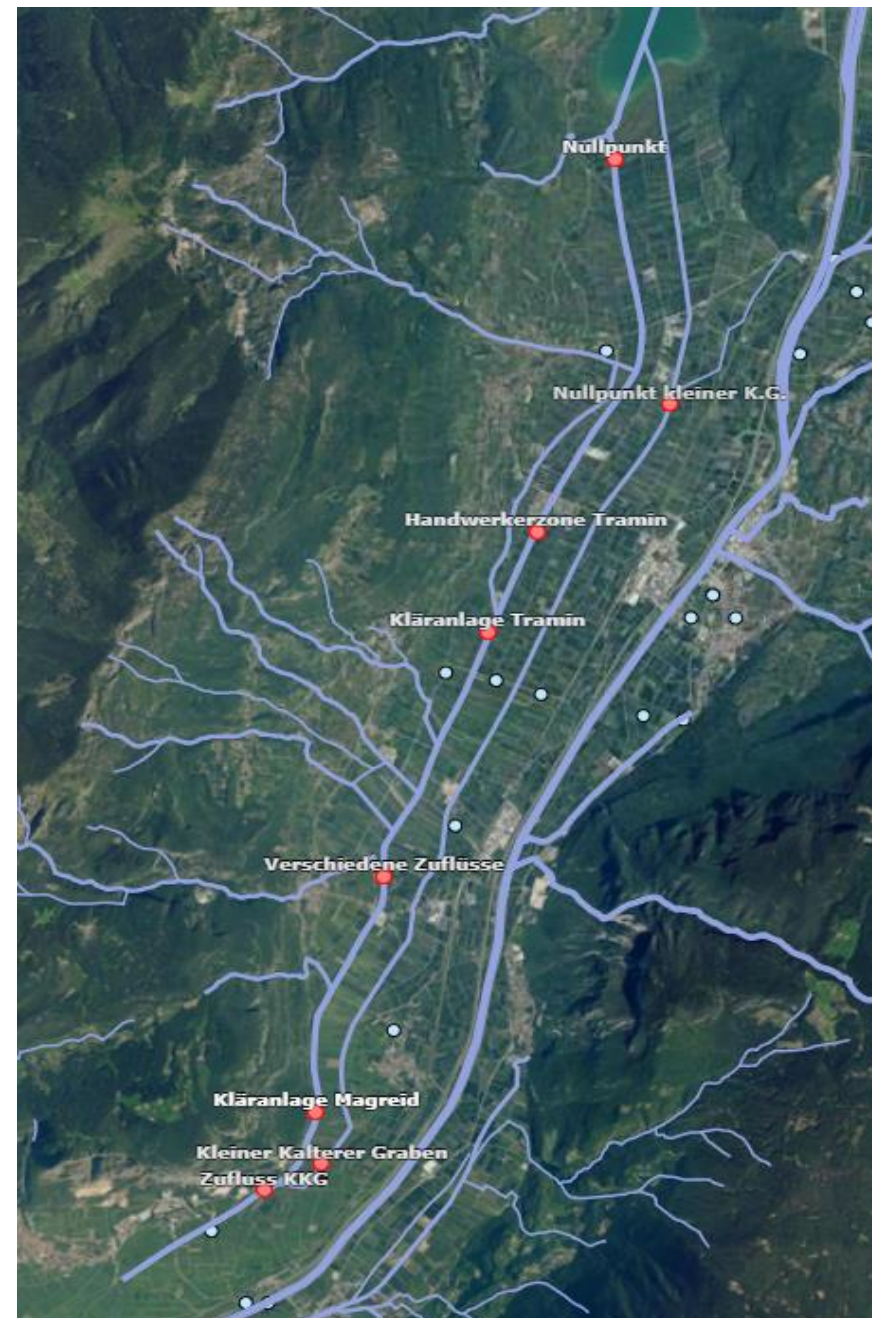 Nullpunkt
Nullpunkt kleiner K.G.
Handwerkerzone Tramin
Kläranlage Tramin
Verschiedene Zuflüsse
Kläranlage Magreid
Kleiner Kalterer Graben
Zufluss KKG